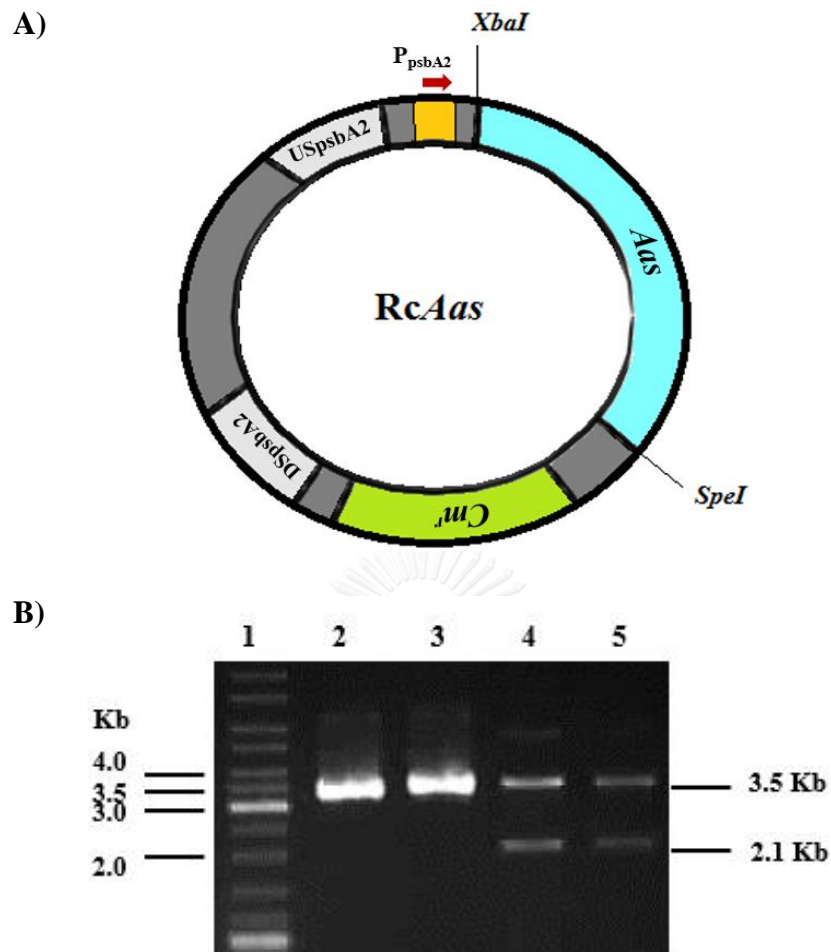 A)
XbaI
PpsbA2
USpsbA2
Aas
RcAas
DSpsbA2
Cmʳ
SpeI
B)
1 2 3 4 5
Kb
4.0
3.5
3.0
2.0
3.5 Kb
2.1 Kb